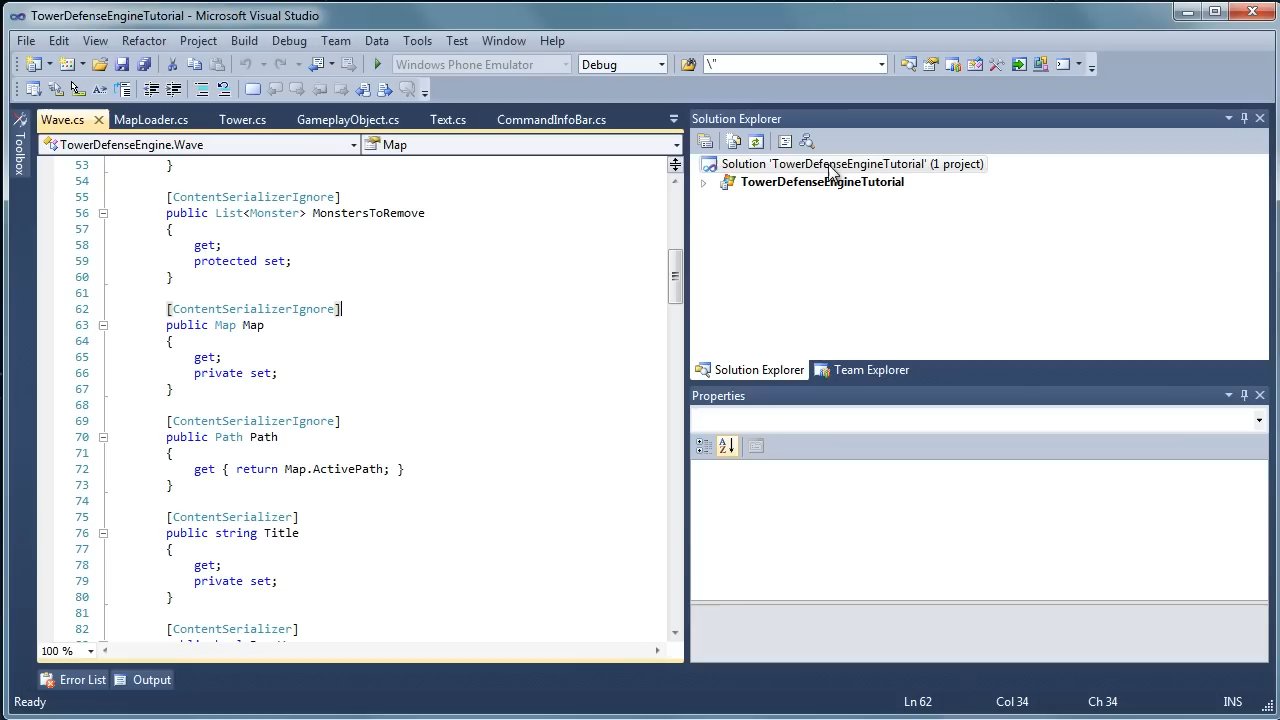 TowerDefenseEngineTutorial - Microsoft Visual Studio
File Edit View Refactor Project Build Debug Team Data Tools Test Window Help
Windows Phone Emulator Debug \"
Wave.cs MapLoader.cs Tower.cs GameplayObject.cs Text.cs CommandInfoBar.cs
Toolbox
TowerDefenseEngine.Wave Map
53 }
54
55 [ContentSerializerIgnore]
56 public List<Monster> MonstersToRemove
57 {
58 get;
59 protected set;
60 }
61
62 [ContentSerializerIgnore]
63 public Map Map
64 {
65 get;
66 private set;
67 }
68
69 [ContentSerializerIgnore]
70 public Path Path
71 {
72 get { return Map.ActivePath; }
73 }
74
75 [ContentSerializer]
76 public string Title
77 {
78 get;
79 private set;
80 }
81
82 [ContentSerializer]
100 %
Solution Explorer
Solution 'TowerDefenseEngineTutorial' (1 project)
TowerDefenseEngineTutorial
Solution Explorer Team Explorer
Properties
Error List Output
Ready Ln 62 Col 34 Ch 34 INS